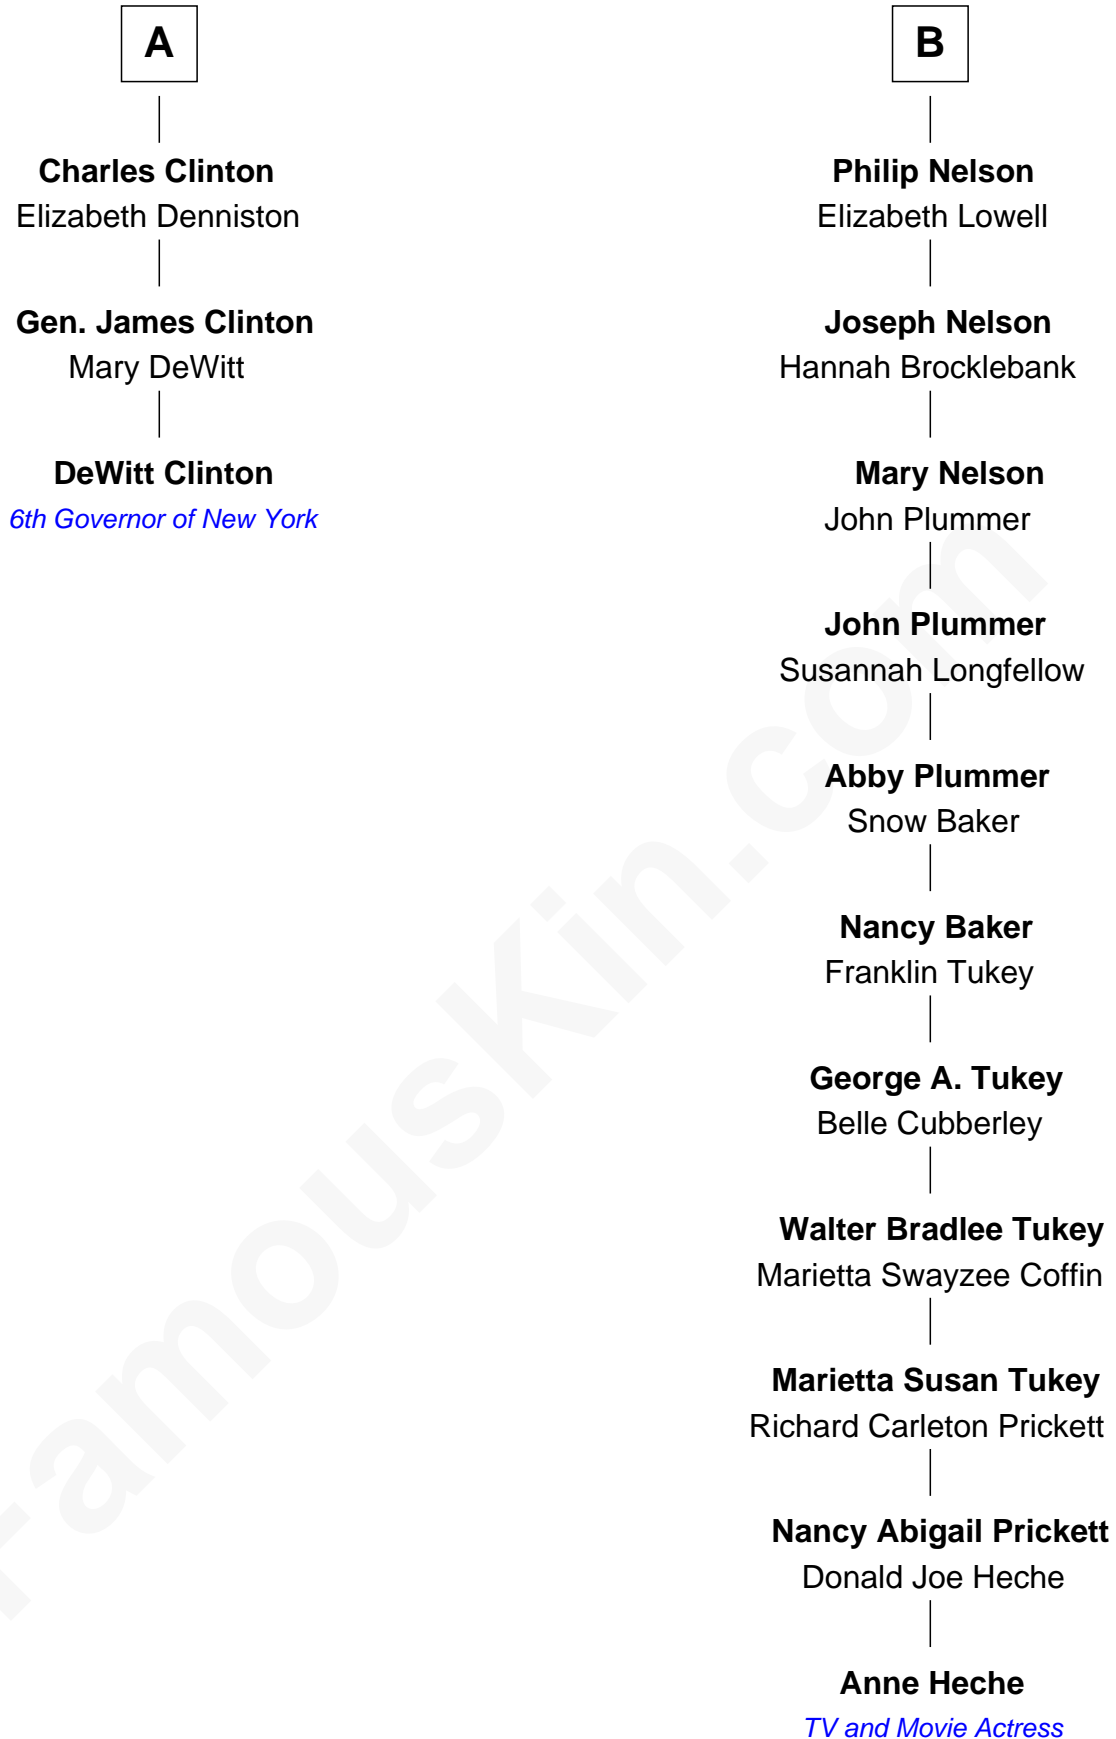 A
Charles Clinton
Elizabeth Denniston
Gen. James Clinton
Mary DeWitt
DeWitt Clinton
6th Governor of New York
B
Philip Nelson
Elizabeth Lowell
Joseph Nelson
Hannah Brocklebank
Mary Nelson
John Plummer
John Plummer
Susannah Longfellow
Abby Plummer
Snow Baker
Nancy Baker
Franklin Tukey
George A. Tukey
Belle Cubberley
Walter Bradlee Tukey
Marietta Swayzee Coffin
Marietta Susan Tukey
Richard Carleton Prickett
Nancy Abigail Prickett
Donald Joe Heche
Anne Heche
TV and Movie Actress
FamousKin.com